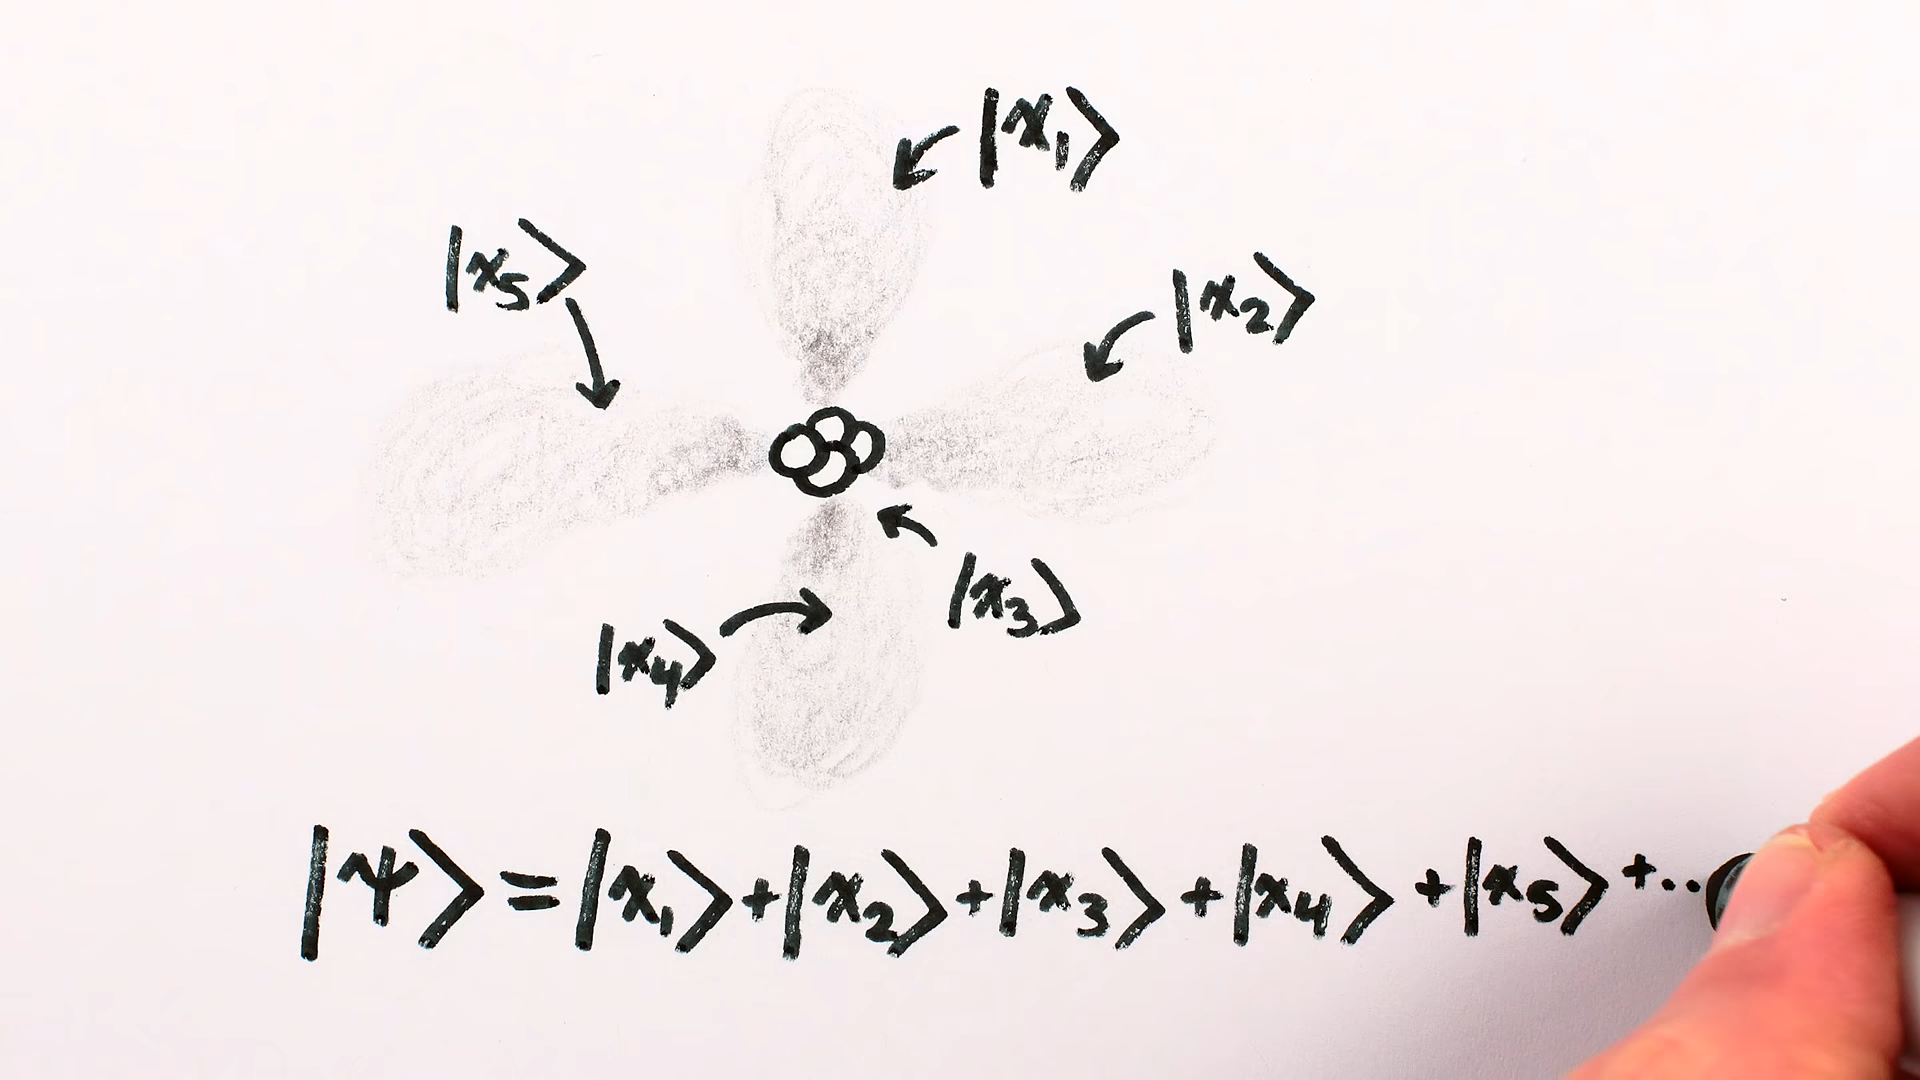 |x₁⟩
|x₅⟩
|x₂⟩
|x₃⟩
|x₄⟩
|ψ⟩ = |x₁⟩ + |x₂⟩ + |x₃⟩ + |x₄⟩ + |x₅⟩ + ..